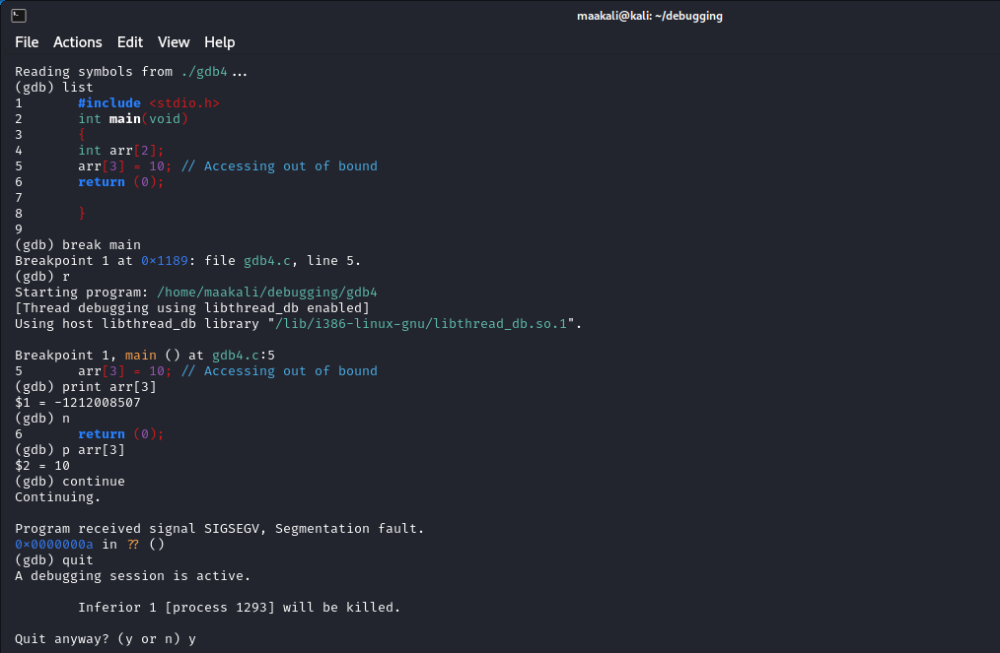 maakali@kali: ~/debugging
File Actions Edit View Help
Reading symbols from ./gdb4...
(gdb) list
1       #include <stdio.h>
2       int main(void)
3       {
4       int arr[2];
5       arr[3] = 10; // Accessing out of bound
6       return (0);
7
8       }
9
(gdb) break main
Breakpoint 1 at 0×1189: file gdb4.c, line 5.
(gdb) r
Starting program: /home/maakali/debugging/gdb4
[Thread debugging using libthread_db enabled]
Using host libthread_db library "/lib/i386-linux-gnu/libthread_db.so.1".
Breakpoint 1, main () at gdb4.c:5
5       arr[3] = 10; // Accessing out of bound
(gdb) print arr[3]
$1 = -1212008507
(gdb) n
6       return (0);
(gdb) p arr[3]
$2 = 10
(gdb) continue
Continuing.
Program received signal SIGSEGV, Segmentation fault.
0×0000000a in ?? ()
(gdb) quit
A debugging session is active.
Inferior 1 [process 1293] will be killed.
Quit anyway? (y or n) y